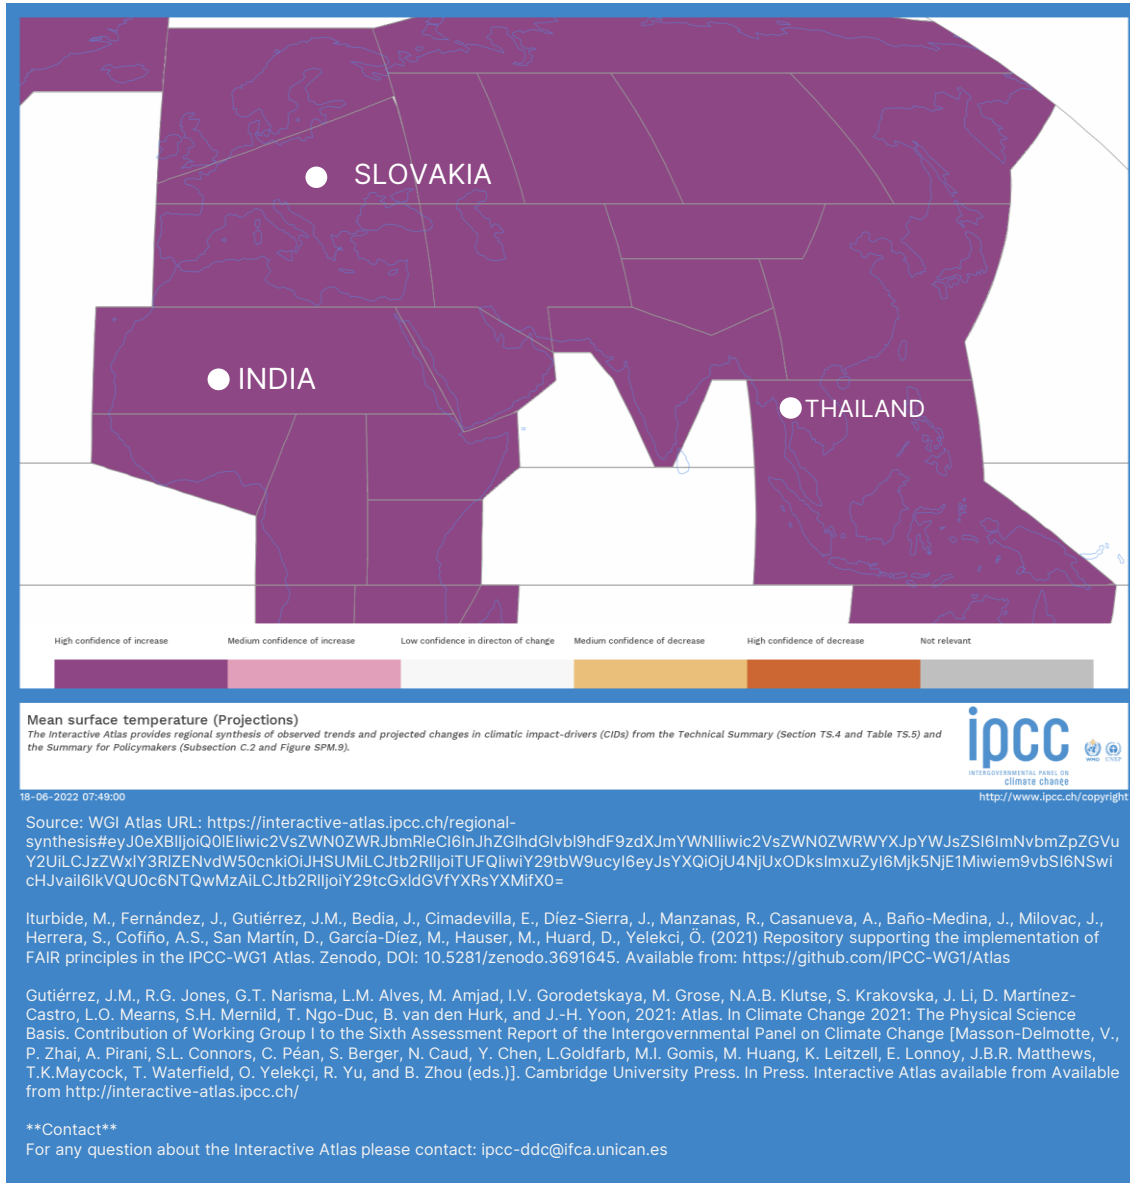 SLOVAKIA
INDIA
THAILAND
High confidence of increase
Medium confidence of increase
Low confidence in directon of change
Medium confidence of decrease
High confidence of decrease
Not relevant
Mean surface temperature (Projections)
The Interactive Atlas provides regional synthesis of observed trends and projected changes in climatic impact-drivers (CIDs) from the Technical Summary (Section TS.4 and Table TS.5) and
the Summary for Policymakers (Subsection C.2 and Figure SPM.9).
ipcc
INTERGOVERNMENTAL PANEL ON
climate change
WMO
UNEP
18-06-2022 07:49:00
http://www.ipcc.ch/copyright
Source: WGI Atlas URL: https://interactive-atlas.ipcc.ch/regional-
synthesis#eyJ0eXBlIjoiQ0lEIiwic2VsZWN0ZWRJbmRleCI6InJhZGlhdGlvbl9hdF9zdXJmYWNlIiwic2VsZWN0ZWRWYXJpYWJsZSI6ImNvbmZpZGVu
Y2UiLCJzZWxlY3RlZENvdW50cnkiOiJHSUMiLCJtb2RlIjoiTUFQIiwiY29tbW9ucyI6eyJsYXQiOjU4NjUxODksImxuZyI6Mjk5NjE1Miwiem9vbSI6NSwi
cHJvaiI6IkVQU0c6NTQwMzAiLCJtb2RlIjoiY29tcGxldGVfYXRsYXMifX0=
Iturbide, M., Fernández, J., Gutiérrez, J.M., Bedia, J., Cimadevilla, E., Díez-Sierra, J., Manzanas, R., Casanueva, A., Baño-Medina, J., Milovac, J.,
Herrera, S., Cofiño, A.S., San Martín, D., García-Díez, M., Hauser, M., Huard, D., Yelekci, Ö. (2021) Repository supporting the implementation of
FAIR principles in the IPCC-WG1 Atlas. Zenodo, DOI: 10.5281/zenodo.3691645. Available from: https://github.com/IPCC-WG1/Atlas
Gutiérrez, J.M., R.G. Jones, G.T. Narisma, L.M. Alves, M. Amjad, I.V. Gorodetskaya, M. Grose, N.A.B. Klutse, S. Krakovska, J. Li, D. Martínez-
Castro, L.O. Mearns, S.H. Mernild, T. Ngo-Duc, B. van den Hurk, and J.-H. Yoon, 2021: Atlas. In Climate Change 2021: The Physical Science
Basis. Contribution of Working Group I to the Sixth Assessment Report of the Intergovernmental Panel on Climate Change [Masson-Delmotte, V.,
P. Zhai, A. Pirani, S.L. Connors, C. Péan, S. Berger, N. Caud, Y. Chen, L.Goldfarb, M.I. Gomis, M. Huang, K. Leitzell, E. Lonnoy, J.B.R. Matthews,
T.K.Maycock, T. Waterfield, O. Yelekçi, R. Yu, and B. Zhou (eds.)]. Cambridge University Press. In Press. Interactive Atlas available from Available
from http://interactive-atlas.ipcc.ch/
**Contact**
For any question about the Interactive Atlas please contact: ipcc-ddc@ifca.unican.es